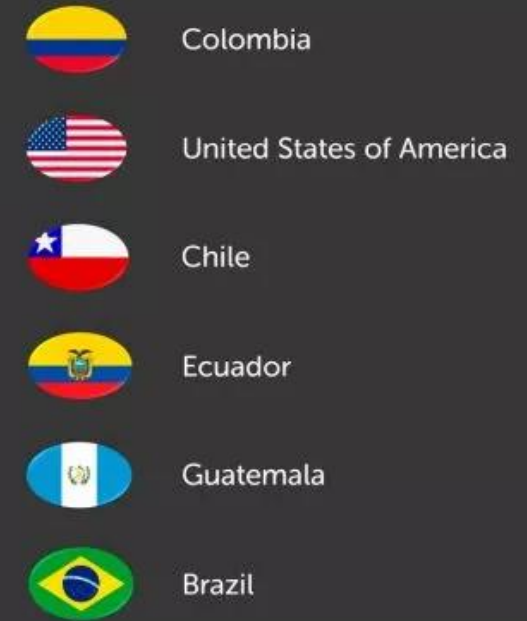 Colombia
United States of America
Chile
Ecuador
Guatemala
Brazil